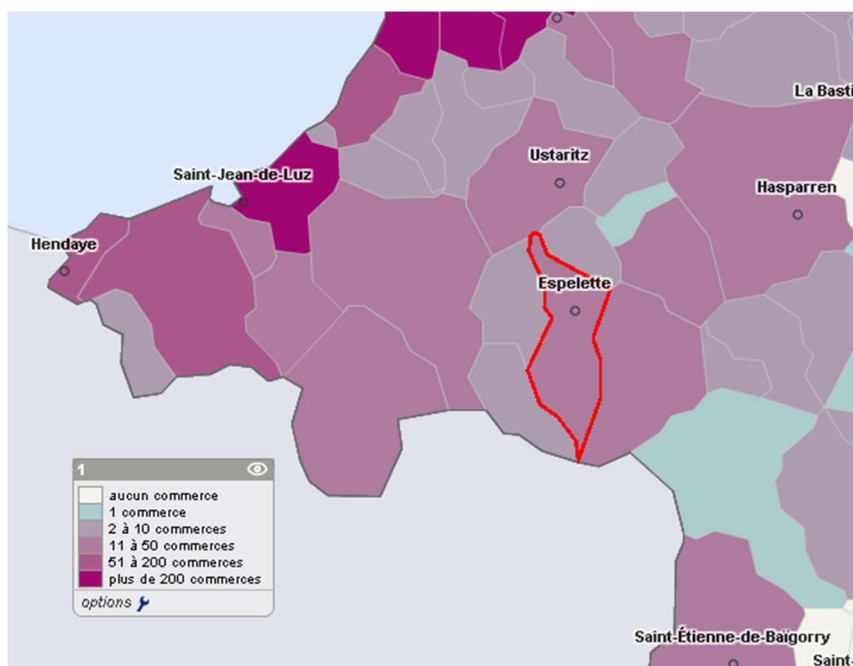 La Basti
Ustaritz
Saint-Jean-de-Luz
Hasparren
Hendaye
Espelette
1
aucun commerce
1 commerce
2 à 10 commerces
11 à 50 commerces
51 à 200 commerces
plus de 200 commerces
options
Saint-Étienne-de-Baïgorry
Saint-